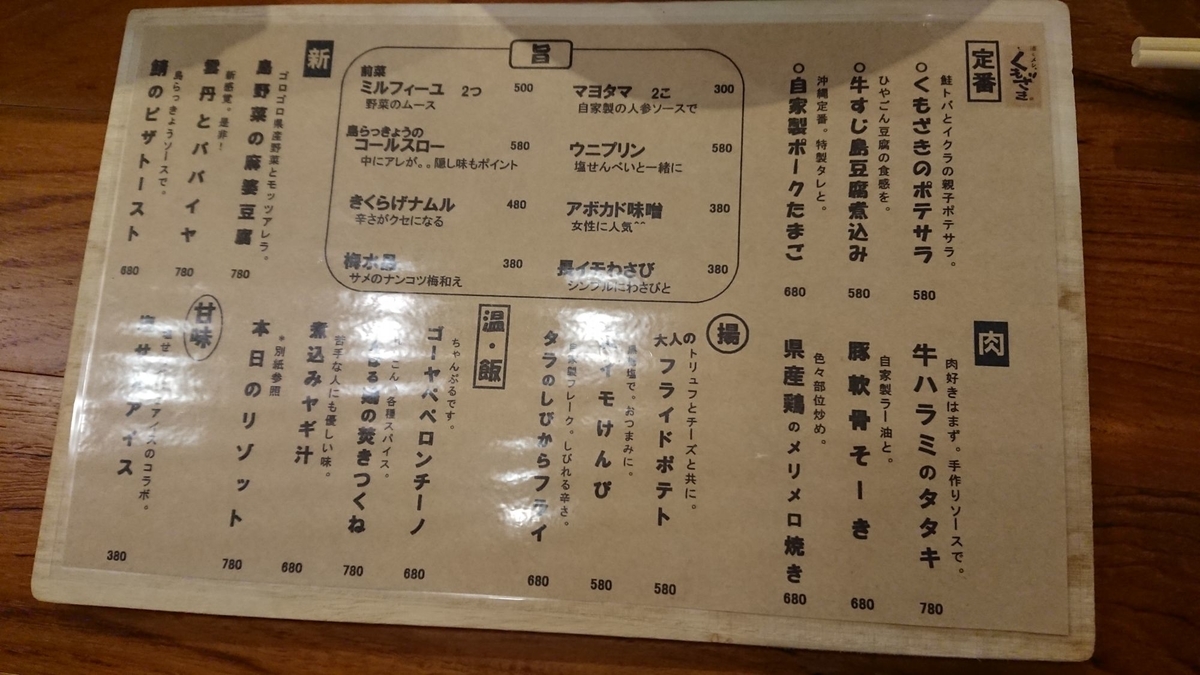 くもざき
定番
鮭トバとイクラの親子ポテサラ。
○くもざきのポテサラ
580
ひやごん豆腐の食感を。
○牛すじ島豆腐煮込み
580
沖縄定番。特製タレと。
○自家製ポークたまご
680
旨
前菜
ミルフィーユ 2つ 500
野菜のムース
島らっきょうの
コールスロー 580
中にアレが。。隠し味もポイント
きくらげナムル 480
辛さがクセになる
梅水晶 380
サメのナンコツ梅和え
マヨタマ 2こ 300
自家製の人参ソースで
ウニプリン 580
塩せんべいと一緒に
アボカド味噌 380
女性に人気^^
長イモわさび 380
シンプルにわさびと
新
ゴロゴロ県産野菜とモッツアレラ。
島野菜の麻婆豆腐
780
新感覚。是非!
雲丹とパパイヤ
780
島らっきょうソースで。
鯖のピザトースト
680
肉
肉好きはまず。手作りソースで。
牛ハラミのタタキ
780
自家製ラー油と。
豚軟骨そーき
680
色々部位炒め。
県産鶏のメリメロ焼き
680
揚
トリュフとチーズと共に。
大人のフライドポテト
580
塩で。おつまみに。
イモけんぴ
580
製フレーク。しびれる辛さ。
タラのしびからフライ
680
温・飯
ちゃんぷるです。
ゴーヤペペロンチーノ
680
こん 各種スパイス。
の焚きつくね
780
苦手な人にも優しい味。
煮込みヤギ汁
680
*別紙参照
本日のリゾット
780
甘味
アイスのコラボ。
アイス
380